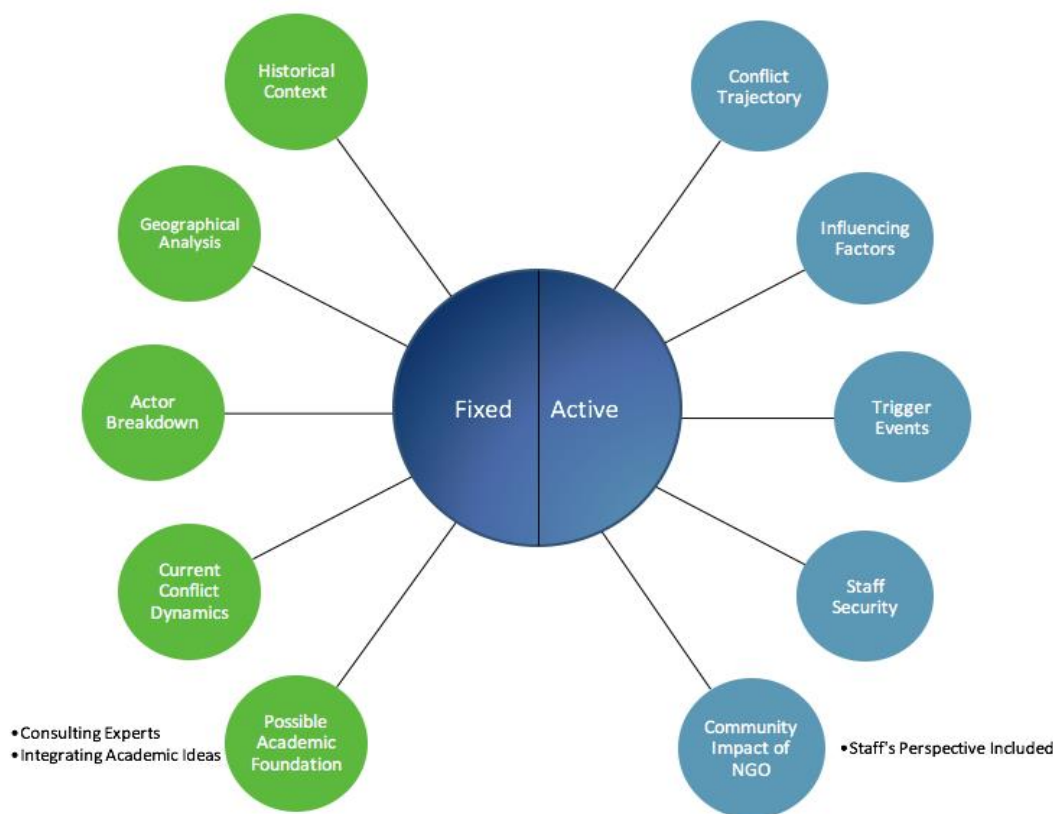 Historical
Context
Geographical
Analysis
Actor
Breakdown
Current
Conflict
Dynamics
•Consulting Experts
•Integrating Academic Ideas
Possible
Academic
Foundation
Fixed
Active
Conflict
Trajectory
Influencing
Factors
Trigger
Events
Staff
Security
Community
Impact of
NGO
•Staff's Perspective Included